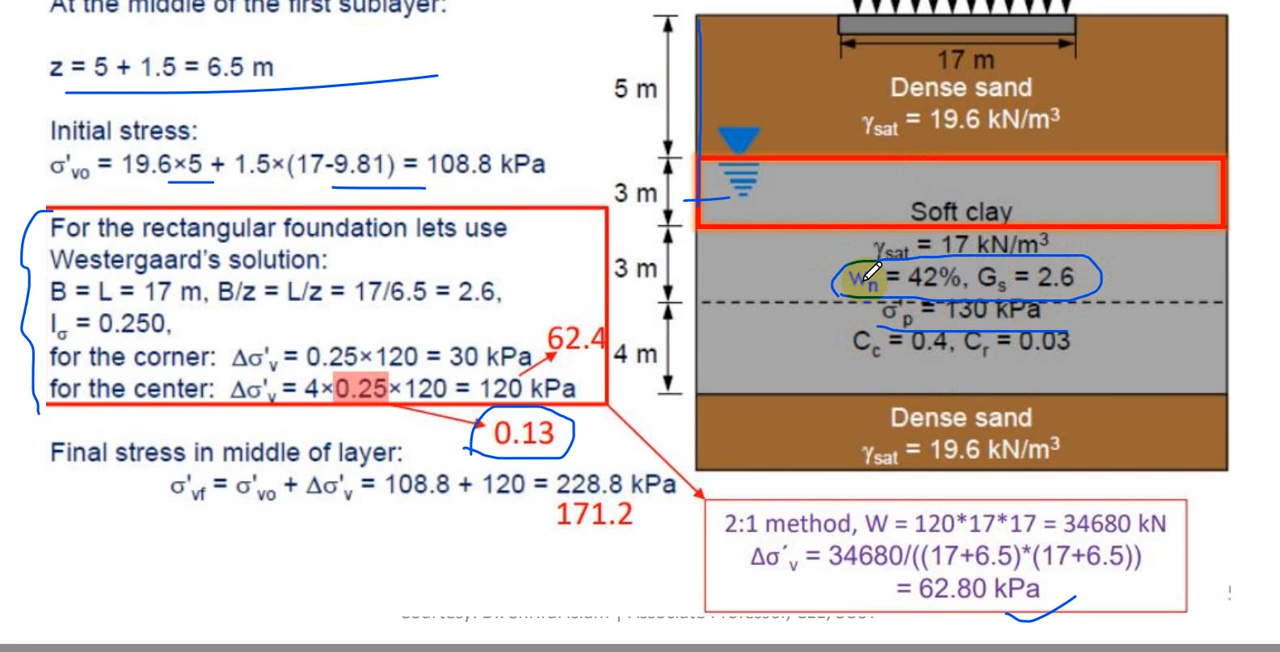 At the middle of the first sublayer:
z = 5 + 1.5 = 6.5 m
Initial stress:
σ'vo = 19.6×5 + 1.5×(17-9.81) = 108.8 kPa
For the rectangular foundation lets use
Westergaard's solution:
B = L = 17 m, B/z = L/z = 17/6.5 = 2.6,
Iσ = 0.250,
for the corner: Δσ'v = 0.25×120 = 30 kPa
62.4
for the center: Δσ'v = 4×0.25×120 = 120 kPa
0.13
Final stress in middle of layer:
σ'vf = σ'vo + Δσ'v = 108.8 + 120 = 228.8 kPa
171.2
17 m
5 m
Dense sand
γsat = 19.6 kN/m³
3 m
Soft clay
γsat = 17 kN/m³
3 m
wn = 42%, Gs = 2.6
σ'p = 130 kPa
Cc = 0.4, Cr = 0.03
4 m
Dense sand
γsat = 19.6 kN/m³
2:1 method, W = 120*17*17 = 34680 kN
Δσ´v = 34680/((17+6.5)*(17+6.5))
= 62.80 kPa